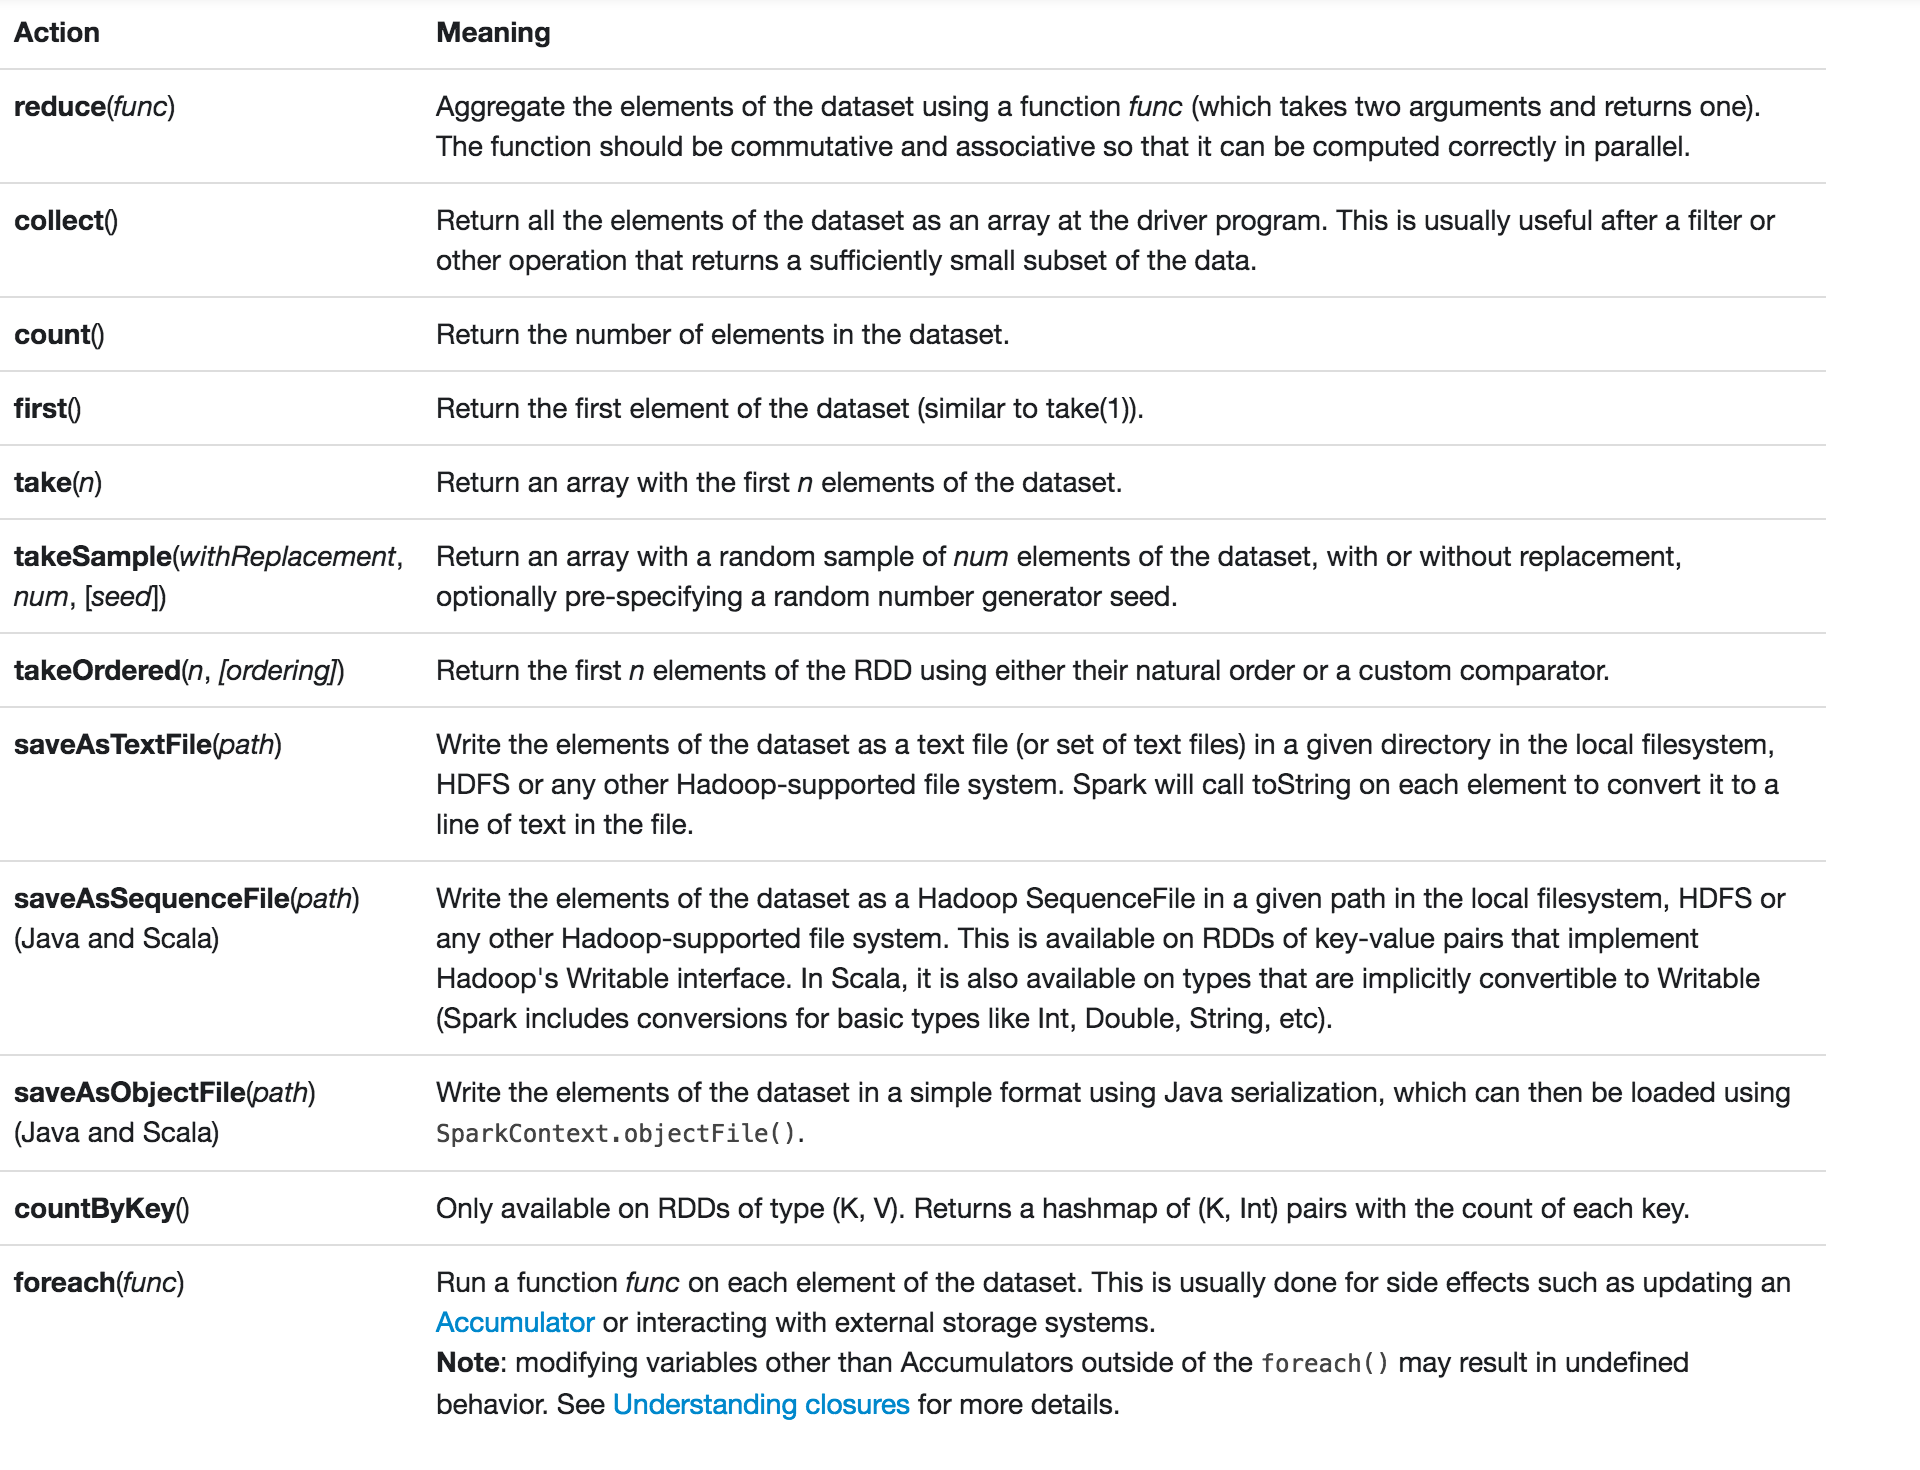 Action Meaning
reduce(func) Aggregate the elements of the dataset using a function func (which takes two arguments and returns one).
The function should be commutative and associative so that it can be computed correctly in parallel.
collect() Return all the elements of the dataset as an array at the driver program. This is usually useful after a filter or
other operation that returns a sufficiently small subset of the data.
count() Return the number of elements in the dataset.
first() Return the first element of the dataset (similar to take(1)).
take(n) Return an array with the first n elements of the dataset.
takeSample(withReplacement, Return an array with a random sample of num elements of the dataset, with or without replacement,
num, [seed]) optionally pre-specifying a random number generator seed.
takeOrdered(n, [ordering]) Return the first n elements of the RDD using either their natural order or a custom comparator.
saveAsTextFile(path) Write the elements of the dataset as a text file (or set of text files) in a given directory in the local filesystem,
HDFS or any other Hadoop-supported file system. Spark will call toString on each element to convert it to a
line of text in the file.
saveAsSequenceFile(path) Write the elements of the dataset as a Hadoop SequenceFile in a given path in the local filesystem, HDFS or
(Java and Scala) any other Hadoop-supported file system. This is available on RDDs of key-value pairs that implement
Hadoop's Writable interface. In Scala, it is also available on types that are implicitly convertible to Writable
(Spark includes conversions for basic types like Int, Double, String, etc).
saveAsObjectFile(path) Write the elements of the dataset in a simple format using Java serialization, which can then be loaded using
(Java and Scala) SparkContext.objectFile().
countByKey() Only available on RDDs of type (K, V). Returns a hashmap of (K, Int) pairs with the count of each key.
foreach(func) Run a function func on each element of the dataset. This is usually done for side effects such as updating an
Accumulator or interacting with external storage systems.
Note: modifying variables other than Accumulators outside of the foreach() may result in undefined
behavior. See Understanding closures for more details.